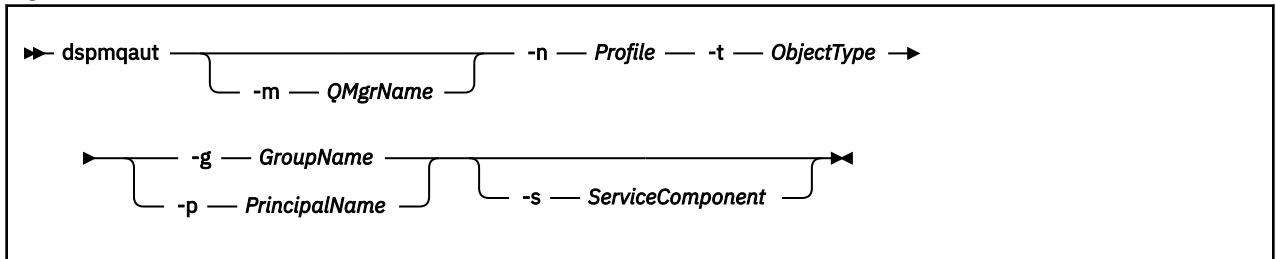 dspmqaut -n Profile -t ObjectType
-m QMgrName
-g GroupName
-p PrincipalName -s ServiceComponent